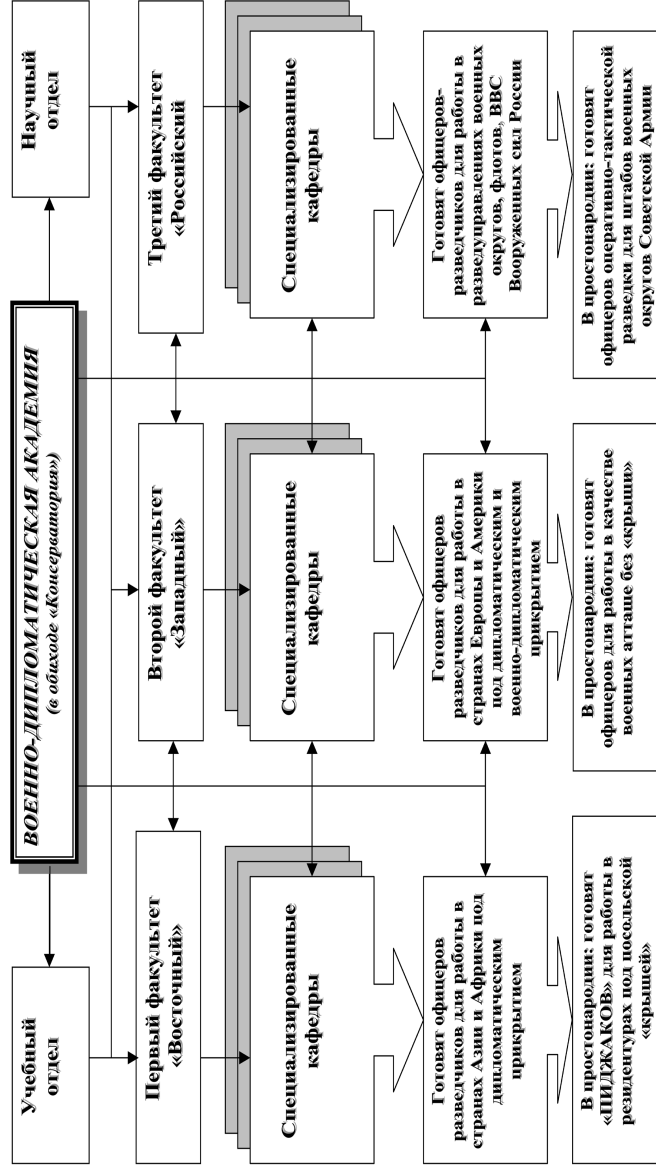 ВОЕННО-ДИПЛОМАТИЧЕСКАЯ АКАДЕМИЯ
(в обиходе «Консерватория»)
Учебный
отдел
Научный
отдел
Первый факультет
«Восточный»
Второй факультет
«Западный»
Третий факультет
«Российский
Специализированные
кафедры
Специализированные
кафедры
Специализированные
кафедры
Готовят офицеров
разведчиков для работы в
странах Азии и Африки под
дипломатическим
прикрытием
Готовят офицеров
разведчиков для работы в
странах Европы и Америки
под дипломатическим и
военно-дипломатическим
прикрытием
Готовят офицеров-
разведчиков для работы в
разведуправлениях военных
округов, флотов, ВВС
Вооруженных сил России
В простонародии: готовят
«ПИДЖАКОВ» для работы в
резидентурах под посольской
«крышей»
В простонародии: готовят
офицеров для работы в качестве
военных атташе без «крыши»
В простонародии: готовят
офицеров оперативно-тактической
разведки для штабов военных
округов Советской Армии